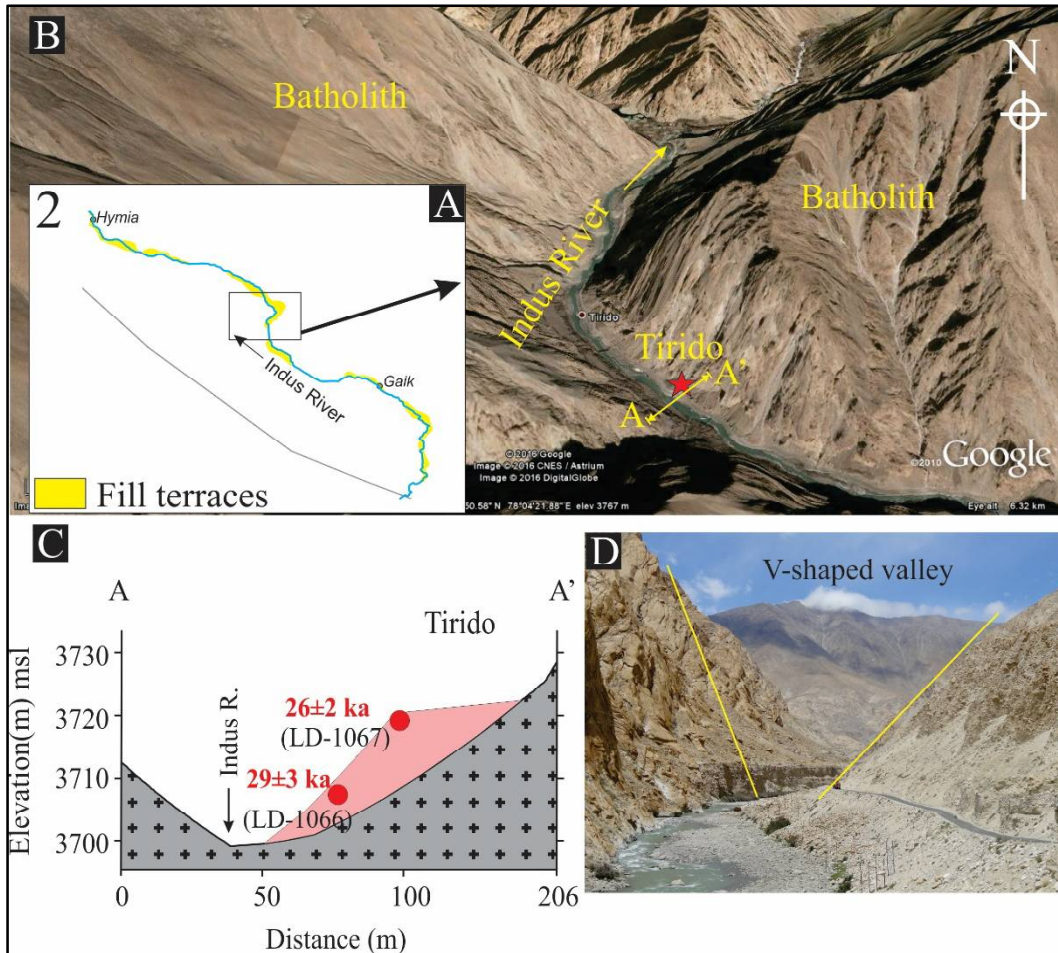 B
Batholith
N
Batholith
2
A
Hymia
Indus River
Gaik
Fill terraces
Indus River
Tirido
Tirido
A
A'
© 2016 Google
Image © 2016 CNES / Astrium
Image © 2016 DigitalGlobe
©2010 Google
50.58" N 78°04'21.88" E elev 3767 m
Eye alt 6.32 km
C
A
A'
Tirido
Elevation(m) msl
3730
3720
3710
3700
Indus R.
26±2 ka
(LD-1067)
29±3 ka
(LD-1066)
0
50
100
206
Distance (m)
D
V-shaped valley